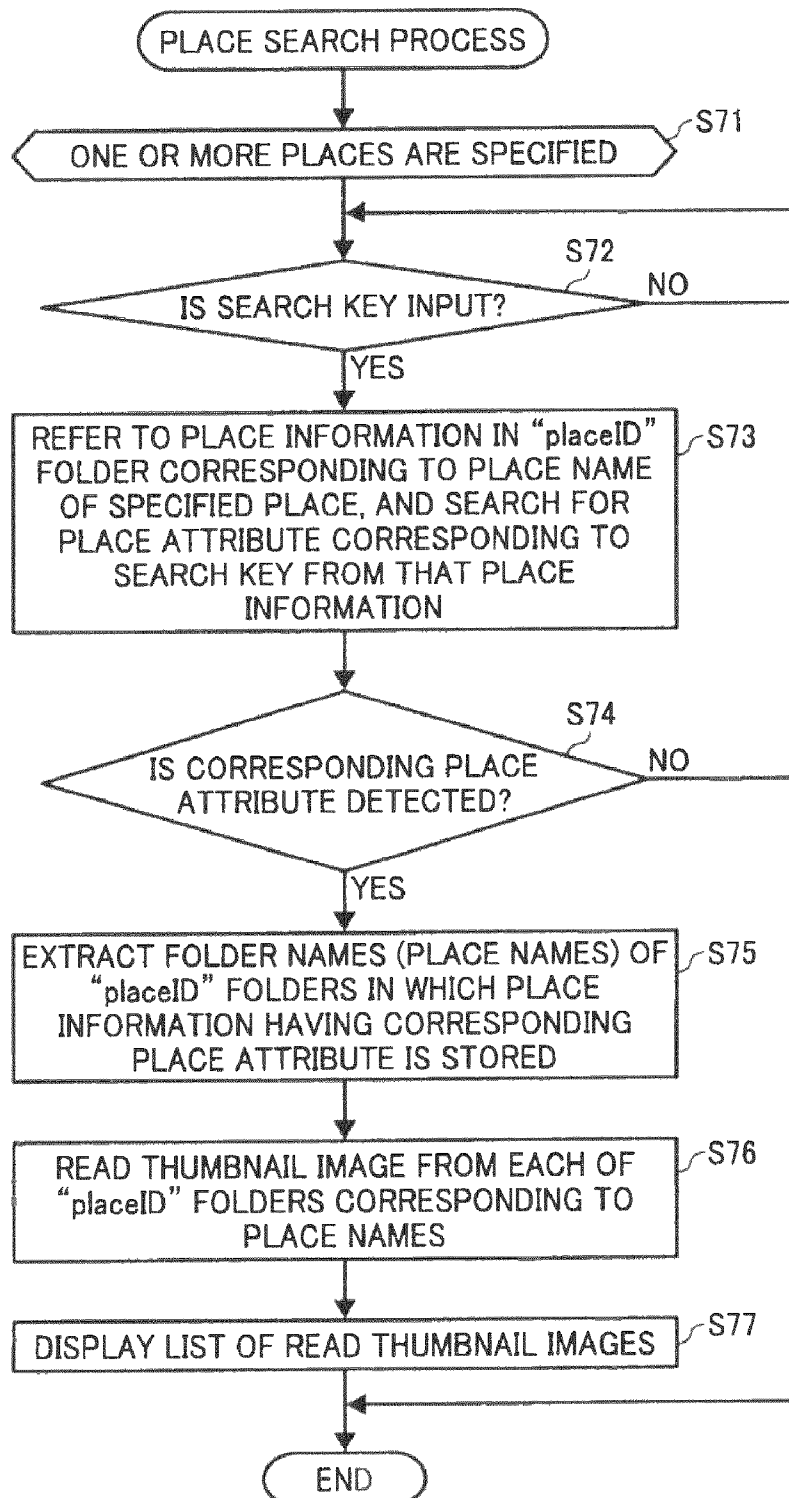 PLACE SEARCH PROCESS
S71
ONE OR MORE PLACES ARE SPECIFIED
S72
IS SEARCH KEY INPUT?
NO
YES
S73
REFER TO PLACE INFORMATION IN “placeID”
FOLDER CORRESPONDING TO PLACE NAME
OF SPECIFIED PLACE, AND SEARCH FOR
PLACE ATTRIBUTE CORRESPONDING TO
SEARCH KEY FROM THAT PLACE
INFORMATION
S74
IS CORRESPONDING PLACE
ATTRIBUTE DETECTED?
NO
YES
S75
EXTRACT FOLDER NAMES (PLACE NAMES) OF
“placeID” FOLDERS IN WHICH PLACE
INFORMATION HAVING CORRESPONDING
PLACE ATTRIBUTE IS STORED
S76
READ THUMBNAIL IMAGE FROM EACH OF
“placeID” FOLDERS CORRESPONDING TO
PLACE NAMES
S77
DISPLAY LIST OF READ THUMBNAIL IMAGES
END